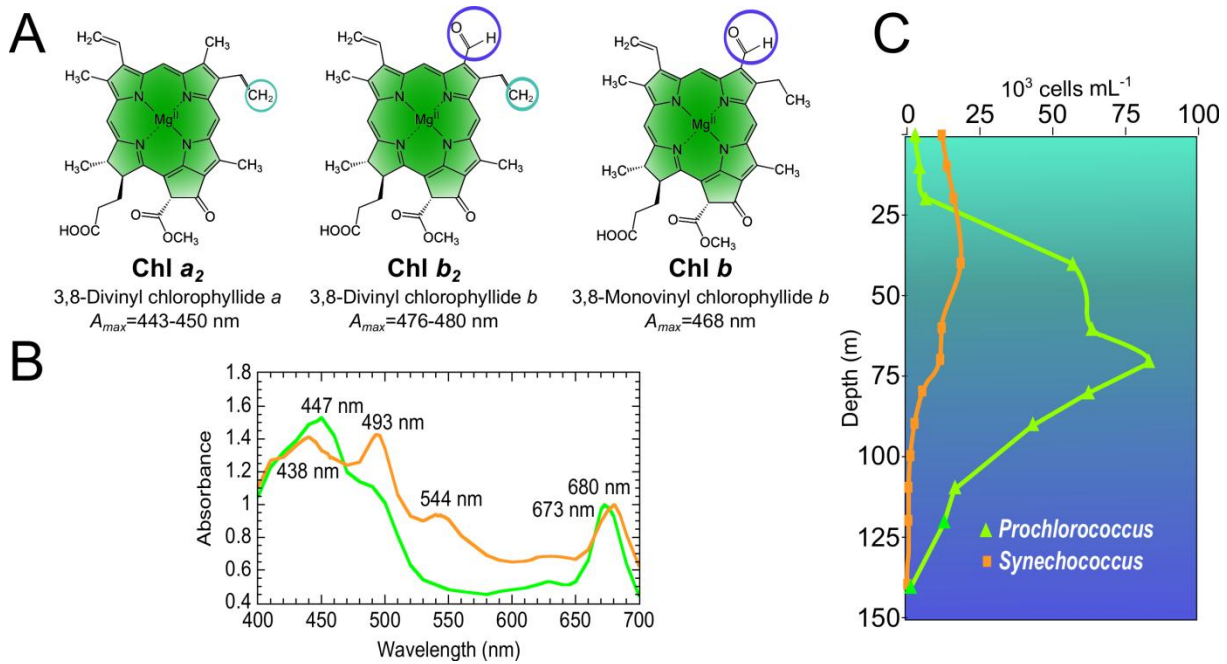 A
H₂C
CH₃
H₃C
CH₂
N
N
Mgᴵᴵ
N
N
H₃C
CH₃
O
O
O
HOOC
OCH₃
Chl a₂
3,8-Divinyl chlorophyllide a
Amax=443-450 nm
O
H
H₂C
H₃C
CH₂
N
N
Mgᴵᴵ
N
N
H₃C
CH₃
O
O
O
HOOC
OCH₃
Chl b₂
3,8-Divinyl chlorophyllide b
Amax=476-480 nm
O
H
H₂C
H₃C
CH₃
N
N
Mgᴵᴵ
N
N
H₃C
CH₃
O
O
O
HOOC
OCH₃
Chl b
3,8-Monovinyl chlorophyllide b
Amax=468 nm
B
Absorbance
1.8
1.6
1.4
1.2
1
0.8
0.6
0.4
447 nm
493 nm
438 nm
544 nm
680 nm
673 nm
400 450 500 550 600 650 700
Wavelength (nm)
C
10³ cells mL⁻¹
0 25 50 75 100
Depth (m)
25
50
75
100
125
150
Prochlorococcus
Synechococcus